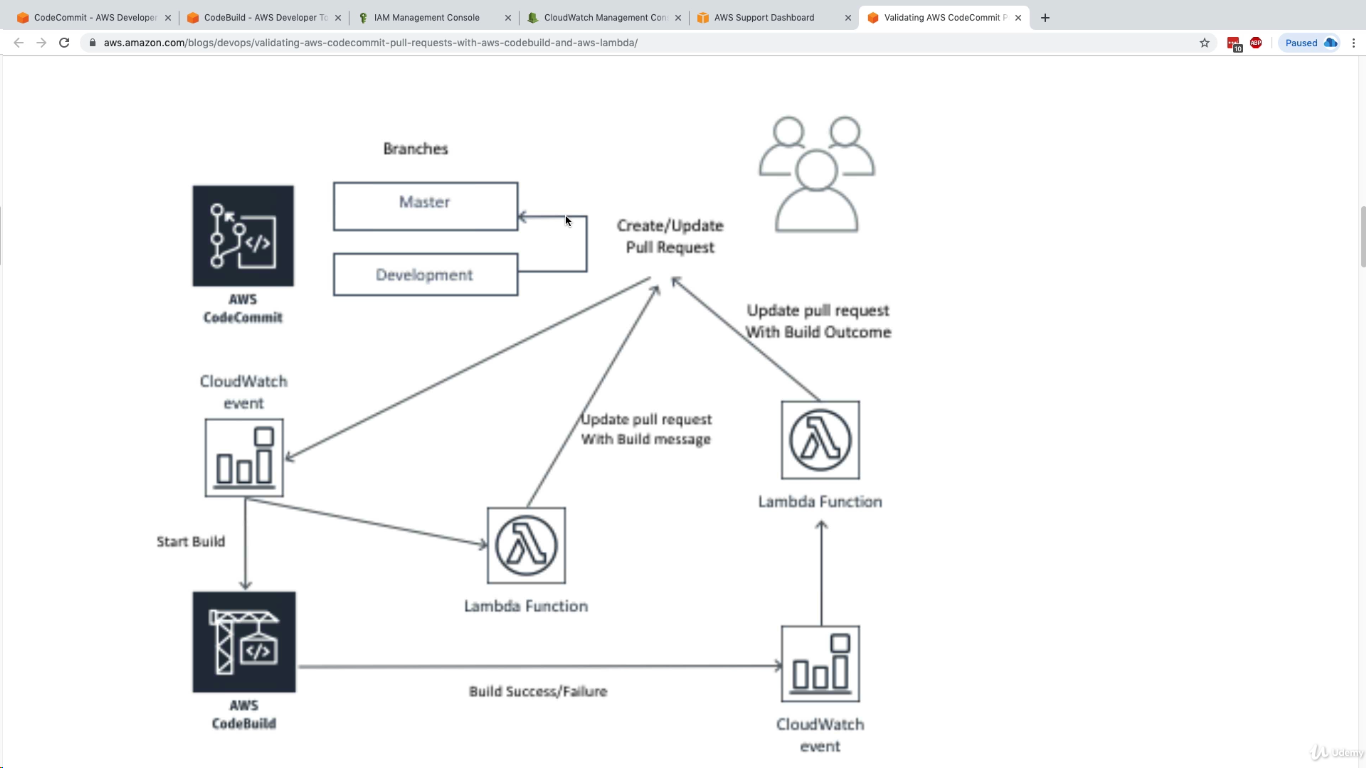 CodeCommit - AWS Developer
CodeBuild - AWS Developer To
IAM Management Console
CloudWatch Management Con
AWS Support Dashboard
Validating AWS CodeCommit P
aws.amazon.com/blogs/devops/validating-aws-codecommit-pull-requests-with-aws-codebuild-and-aws-lambda/
10
ABP
Paused
Branches
Master
Development
AWS
CodeCommit
Create/Update
Pull Request
Update pull request
With Build Outcome
CloudWatch
event
Update pull request
With Build message
Lambda Function
Start Build
Lambda Function
AWS
CodeBuild
Build Success/Failure
CloudWatch
event
Udemy